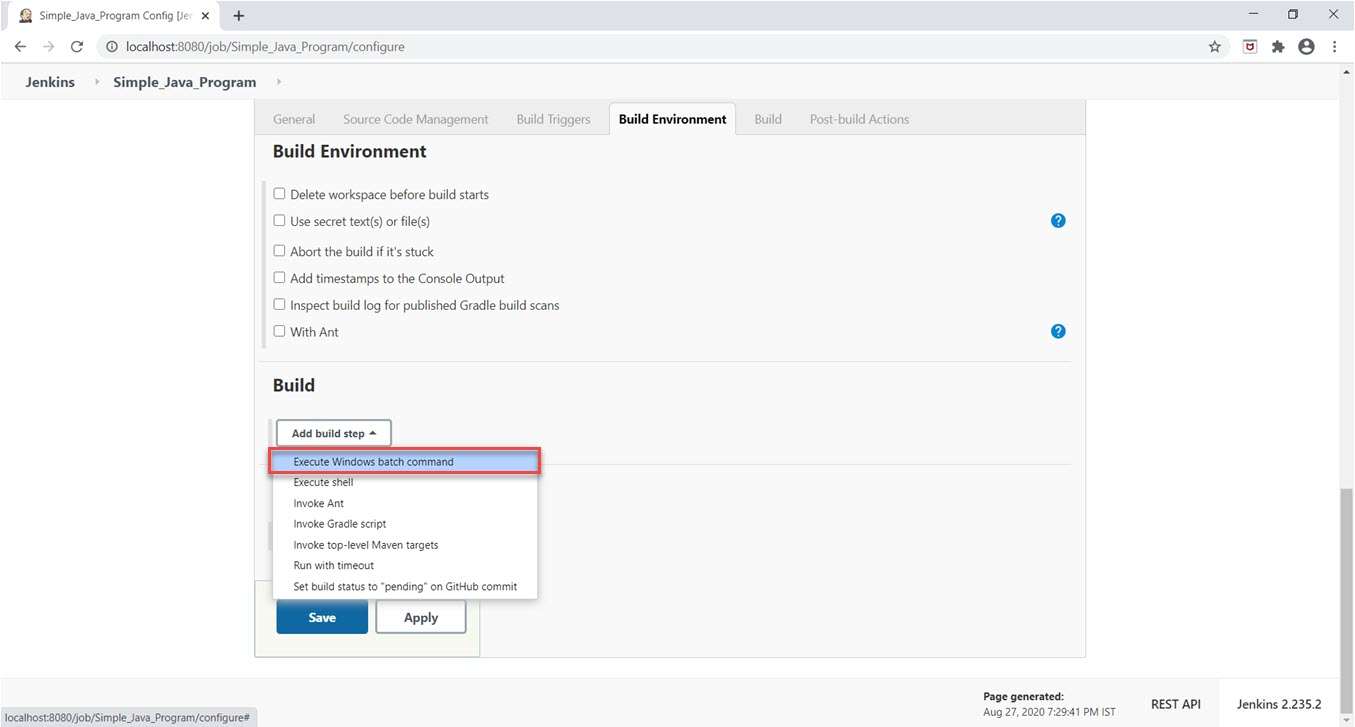 Simple_Java_Program Config [Jen
localhost:8080/job/Simple_Java_Program/configure
Jenkins Simple_Java_Program
General Source Code Management Build Triggers Build Environment Build Post-build Actions
Build Environment
Delete workspace before build starts
Use secret text(s) or file(s)
?
Abort the build if it's stuck
Add timestamps to the Console Output
Inspect build log for published Gradle build scans
With Ant
?
Build
Add build step
Execute Windows batch command
Execute shell
Invoke Ant
Invoke Gradle script
Invoke top-level Maven targets
Run with timeout
Set build status to "pending" on GitHub commit
Save Apply
Page generated:
Aug 27, 2020 7:29:41 PM IST
REST API
Jenkins 2.235.2
localhost:8080/job/Simple_Java_Program/configure#